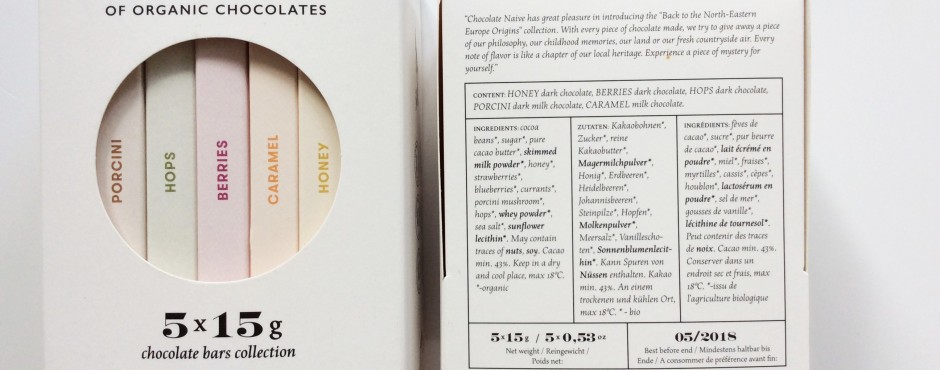 OF ORGANIC CHOCOLATES
PORCINI
HOPS
BERRIES
CARAMEL
HONEY
5 x 15 g
chocolate bars collection
"Chocolate Naive has great pleasure in introducing the "Back to the North-Eastern
Europe Origins" collection. With every piece of chocolate made, we try to give away a piece
of our philosophy, our childhood memories, our land or our fresh countryside air. Every
note of flavor is like a chapter of our local heritage. Experience a piece of mystery for
yourself."
CONTENT: HONEY dark chocolate, BERRIES dark chocolate, HOPS dark chocolate,
PORCINI dark milk chocolate, CARAMEL milk chocolate.
INGREDIENTS: cocoa
beans*, sugar*, pure
cacao butter*, skimmed
milk powder*, honey*,
strawberries*,
blueberries*, currants*,
porcini mushroom*,
hops*, whey powder*,
sea salt*, sunflower
lecithin*. May contain
traces of nuts, soy. Cacao
min. 43%. Keep in a dry
and cool place, max 18°C.
*-organic
ZUTATEN: Kakaobohnen*,
Zucker*, reine
Kakaobutter*,
Magermilchpulver*,
Honig*, Erdbeeren*,
Heidelbeeren*,
Johannisbeeren*,
Steinpilze*, Hopfen*,
Molkenpulver*,
Meersalz*, Vanillescho-
ten*, Sonnenblumenlecit-
hin*. Kann Spuren von
Nüssen enthalten. Kakao
min. 43%. An einem
trockenen und kühlen Ort,
max 18°C. * - bio
INGRÉDIENTS: fèves de
cacao*, sucre*, pur beurre
de cacao*, lait écrémé en
poudre*, miel*, fraises*,
myrtilles*, cassis*, cèpes*,
houblon*, lactosérum en
poudre*, sel de mer*,
gousses de vanille*,
lécithine de tournesol*.
Peut contenir des traces
de noix. Cacao min. 43%.
Conserver dans un
endroit sec et frais, max
18°C. *-issu de
l'agriculture biologique
5x15g / 5x0,53 oz
Net weight / Reingewicht /
Poids net:
05/2018
Best before end / Mindestens haltbar bis
Ende / A consommer de préférence avant fin: